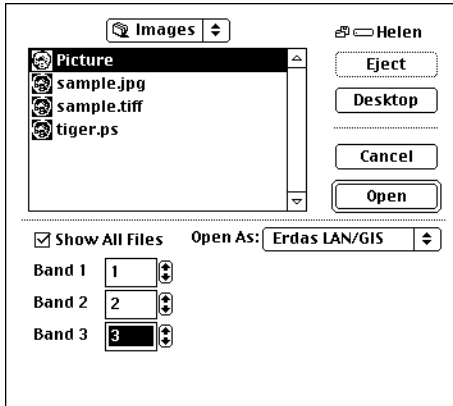 Images
Helen
Picture
sample.jpg
sample.tiff
tiger.ps
Eject
Desktop
Cancel
Open
Show All Files
Open As: Erdas LAN/GIS
Band 1 1
Band 2 2
Band 3 3